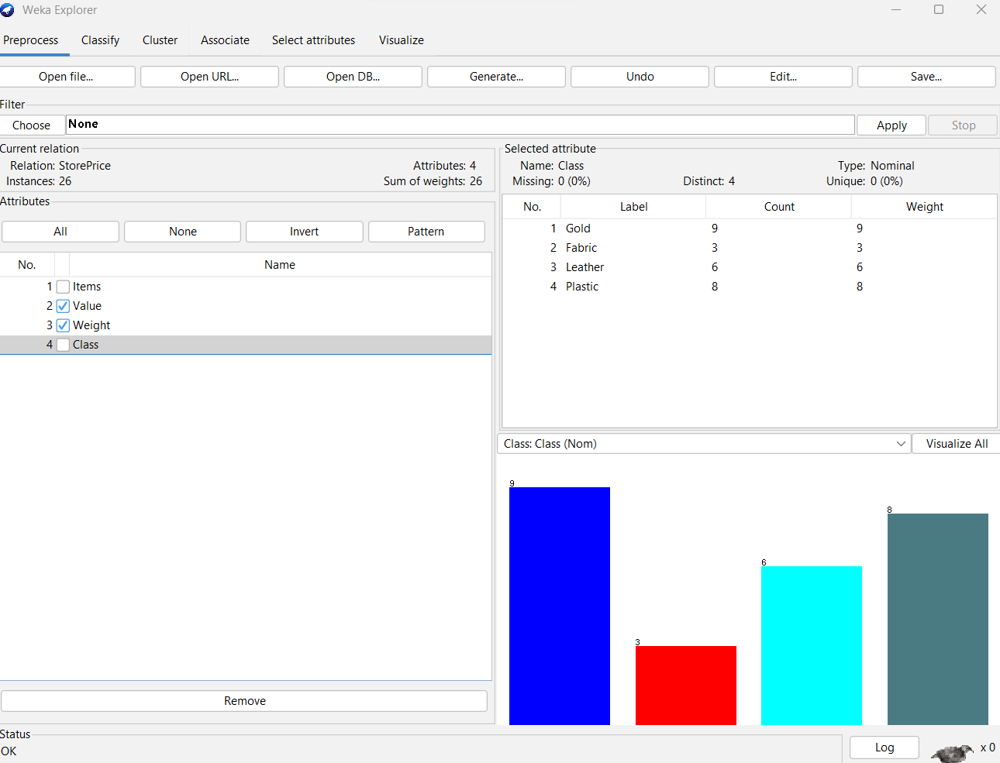 Weka Explorer
Preprocess Classify Cluster Associate Select attributes Visualize
Open file... Open URL... Open DB... Generate... Undo Edit... Save...
Filter
Choose None Apply Stop
Current relation
Relation: StorePrice Attributes: 4
Instances: 26 Sum of weights: 26
Attributes
All None Invert Pattern
No. Name
1 Items
2 Value
3 Weight
4 Class
Remove
Selected attribute
Name: Class Type: Nominal
Missing: 0 (0%) Distinct: 4 Unique: 0 (0%)
No. Label Count Weight
1 Gold 9 9
2 Fabric 3 3
3 Leather 6 6
4 Plastic 8 8
Class: Class (Nom) Visualize All
9
3
6
8
Status
OK
Log x 0